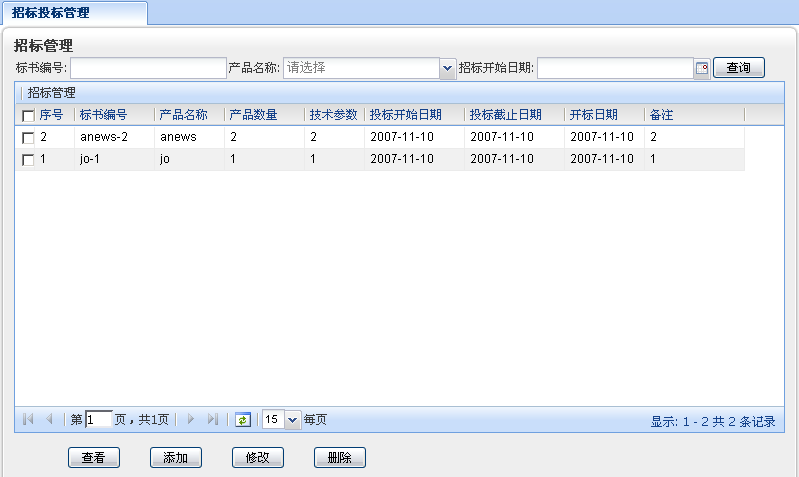 招标投标管理
招标管理
标书编号: 产品名称: 请选择 招标开始日期: 查询
招标管理
序号 标书编号 产品名称 产品数量 技术参数 投标开始日期 投标截止日期 开标日期 备注
2 anews-2 anews 2 2 2007-11-10 2007-11-10 2007-11-10 2
1 jo-1 jo 1 1 2007-11-10 2007-11-10 2007-11-10 1
第 1 页，共1页 15 每页 显示: 1 - 2 共 2 条记录
查看 添加 修改 删除